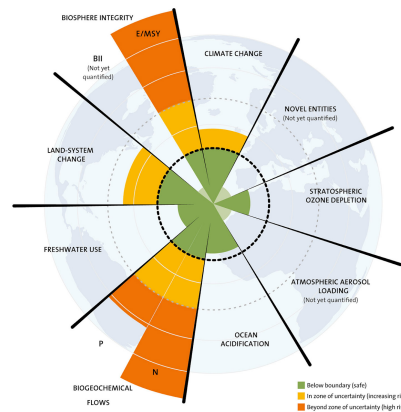 BIOSPHERE INTEGRITY
E/MSY
CLIMATE CHANGE
BII
(Not yet
quantified)
NOVEL ENTITIES
(Not yet quantified)
LAND-SYSTEM
CHANGE
STRATOSPHERIC
OZONE DEPLETION
FRESHWATER USE
ATMOSPHERIC AEROSOL
LOADING
(Not yet quantified)
P
OCEAN
ACIDIFICATION
N
BIOGEOCHEMICAL
FLOWS
Below boundary (safe)
In zone of uncertainty (increasing ri
Beyond zone of uncertainty (high ri